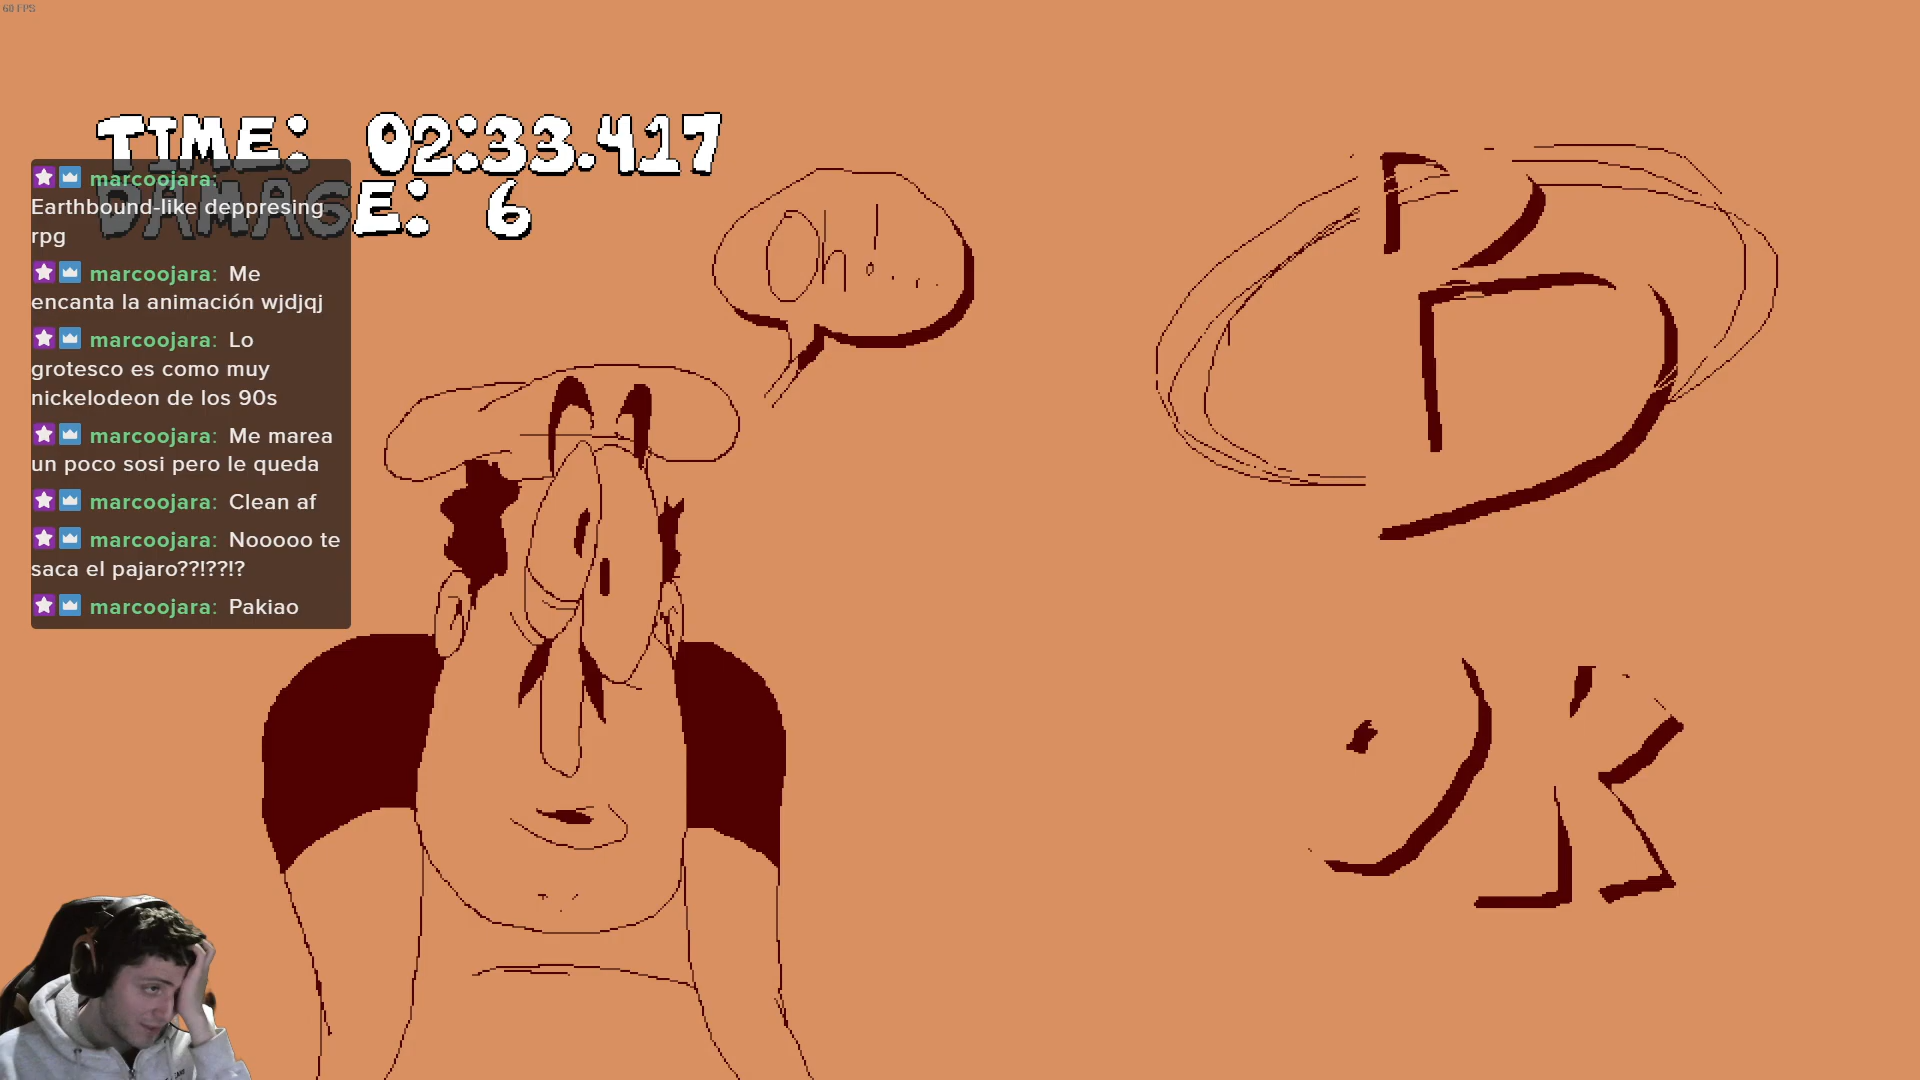 60 FPS
TIME: 02:33.417
DAMAGE: 6
marcoojara:
Earthbound-like deppresing
rpg
marcoojara: Me
encanta la animación wjdjqj
marcoojara: Lo
grotesco es como muy
nickelodeon de los 90s
marcoojara: Me marea
un poco sosi pero le queda
marcoojara: Clean af
marcoojara: Nooooo te
saca el pajaro??!??!?
marcoojara: Pakiao
Oh!...
D
OK